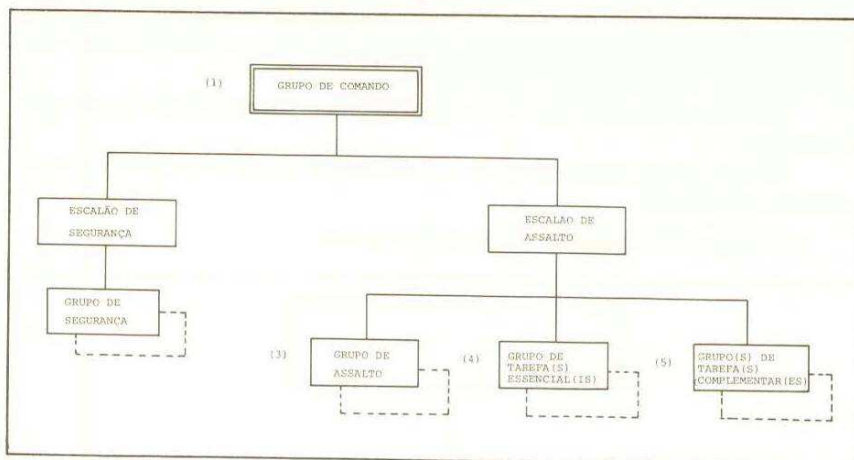 (1)
GRUPO DE COMANDO
ESCALÃO DE
SEGURANÇA
ESCALÃO DE
ASSALTO
GRUPO DE
SEGURANÇA
(3)
GRUPO DE
ASSALTO
(4)
GRUPO DE
TAREFA(S)
ESSENCIAL(IS)
(5)
GRUPO(S) DE
TAREFA(S)
COMPLEMENTAR(ES)